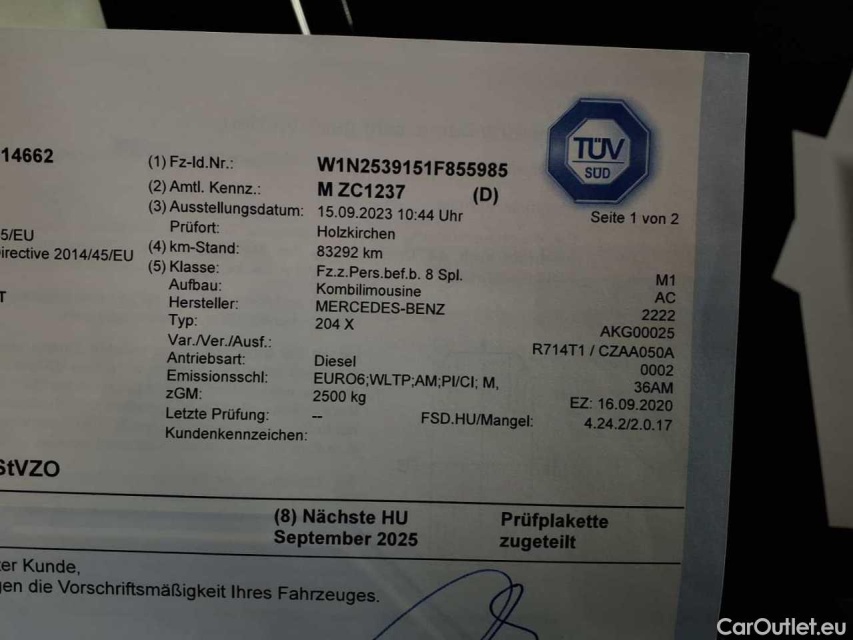 14662
(1) Fz-Id.Nr.: W1N2539151F855985
(2) Amtl. Kennz.: M ZC1237 (D)
(3) Ausstellungsdatum: 15.09.2023 10:44 Uhr
TÜV
SÜD
Seite 1 von 2
Prüfort: Holzkirchen
5/EU
(4) km-Stand: 83292 km
irective 2014/45/EU
(5) Klasse: Fz.z.Pers.bef.b. 8 Spl. M1
Aufbau: Kombilimousine AC
T
Hersteller: MERCEDES-BENZ 2222
Typ: 204 X AKG00025
Var./Ver./Ausf.: R714T1 / CZAA050A
Antriebsart: Diesel 0002
Emissionsschl: EURO6;WLTP;AM;PI/CI; M, 36AM
zGM: 2500 kg EZ: 16.09.2020
Letzte Prüfung: -- FSD.HU/Mangel: 4.24.2/2.0.17
Kundenkennzeichen:
StVZO
(8) Nächste HU
September 2025
Prüfplakette
zugeteilt
ter Kunde,
gen die Vorschriftsmäßigkeit Ihres Fahrzeuges.
CarOutlet.eu